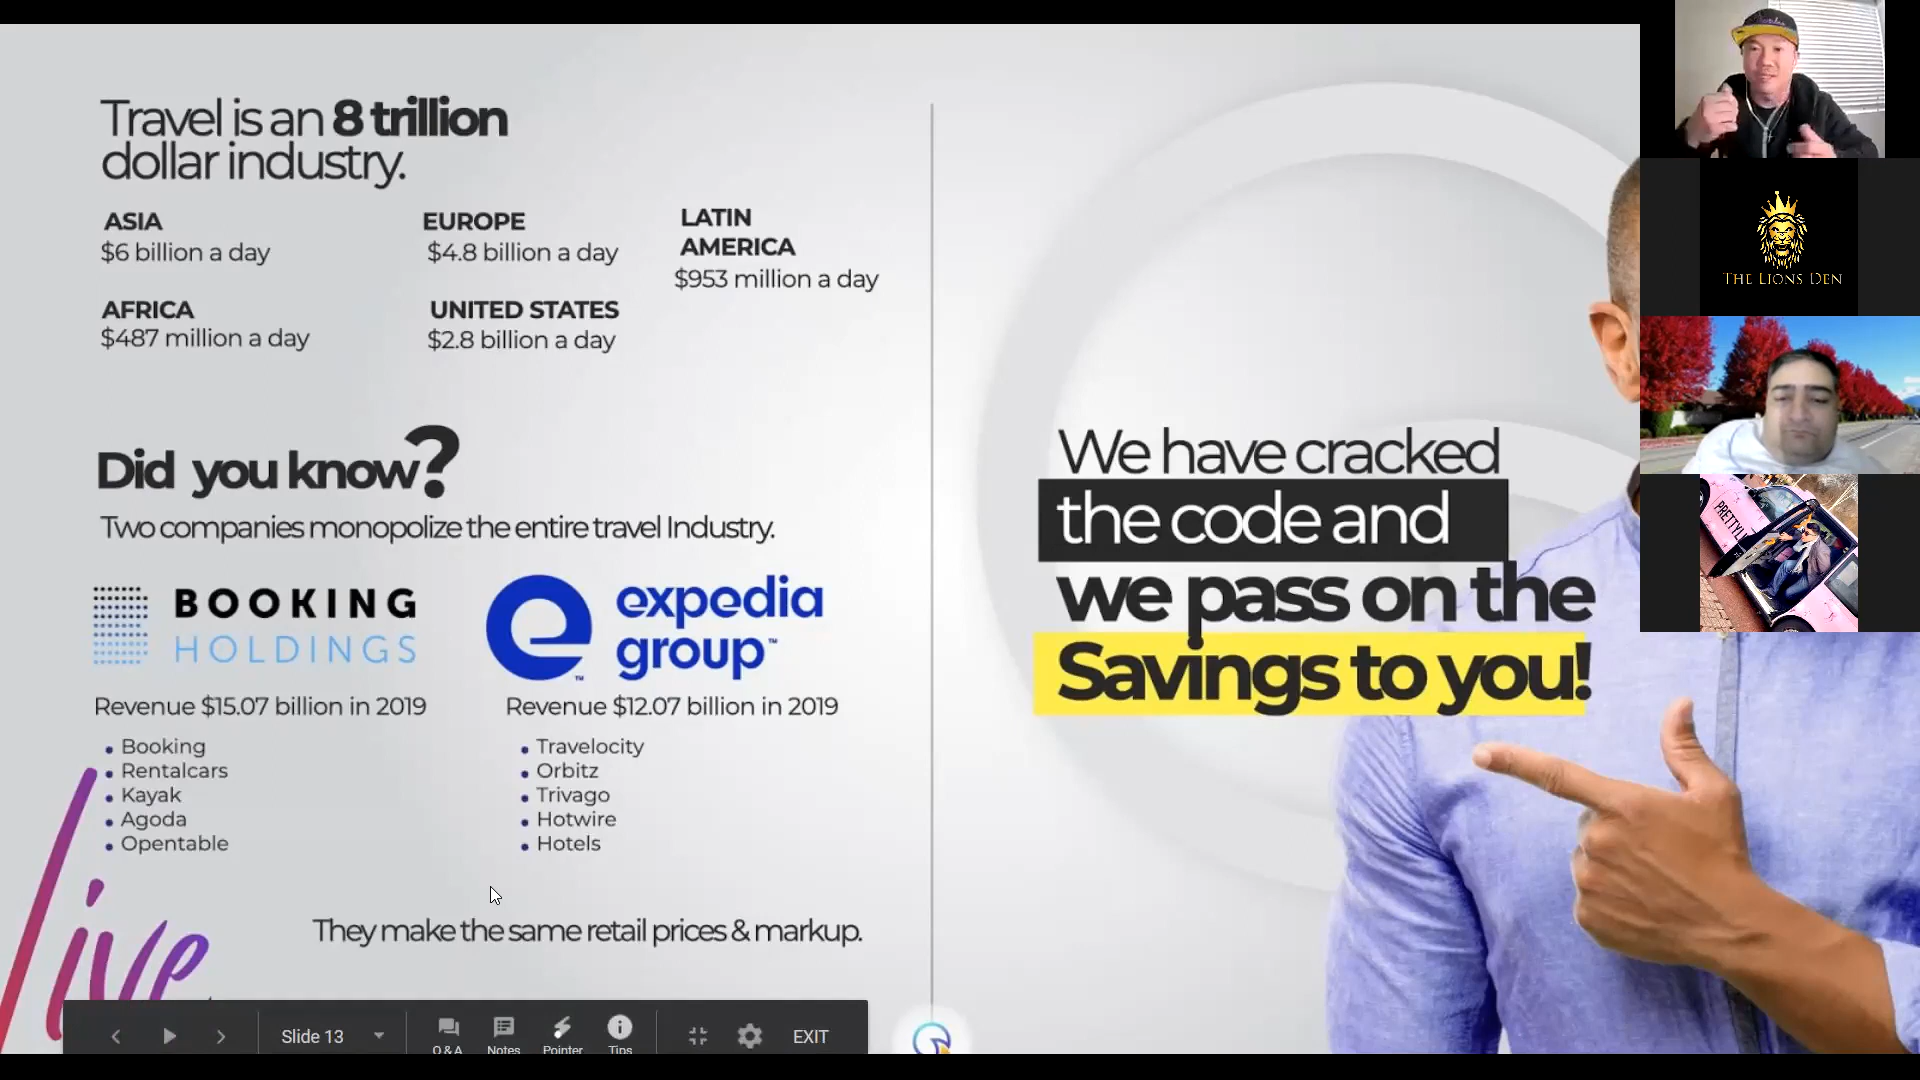 Travel is an 8 trillion
dollar industry.
ASIA
$6 billion a day
EUROPE
$4.8 billion a day
LATIN
AMERICA
$953 million a day
AFRICA
$487 million a day
UNITED STATES
$2.8 billion a day
Did you know?
Two companies monopolize the entire travel Industry.
BOOKING
HOLDINGS
Revenue $15.07 billion in 2019
• Booking
• Rentalcars
• Kayak
• Agoda
• Opentable
expedia
group™
Revenue $12.07 billion in 2019
• Travelocity
• Orbitz
• Trivago
• Hotwire
• Hotels
They make the same retail prices & markup.
live
We have cracked
the code and
we pass on the
Savings to you!
THE LIONS DEN
Slide 13
Q & A
Notes
Pointer
Tips
EXIT